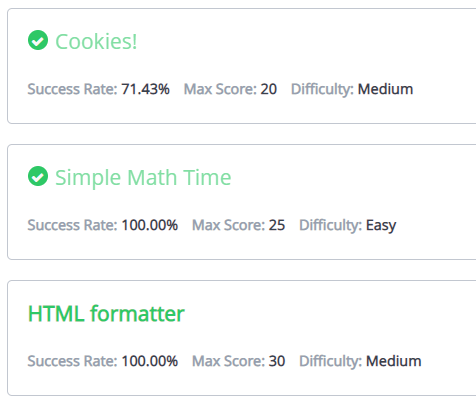 Cookies!
Success Rate: 71.43% Max Score: 20 Difficulty: Medium
Simple Math Time
Success Rate: 100.00% Max Score: 25 Difficulty: Easy
HTML formatter
Success Rate: 100.00% Max Score: 30 Difficulty: Medium